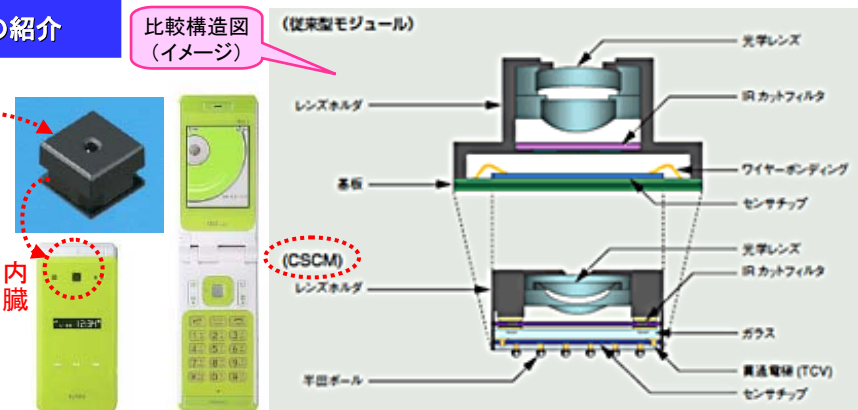 の紹介
比較構造図
（イメージ）
内
臓
（従来型モジュール）
光学レンズ
レンズホルダ
IRカットフィルタ
ワイヤーボンディング
基板
センサチップ
(CSCM)
光学レンズ
IRカットフィルタ
レンズホルダ
ガラス
貫通電極 (TCV)
半田ボール
センサチップ